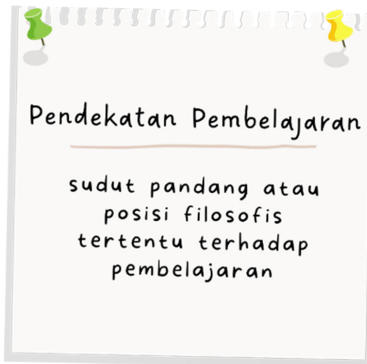 Pendekatan Pembelajaran
sudut pandang atau
posisi filosofis
tertentu terhadap
pembelajaran